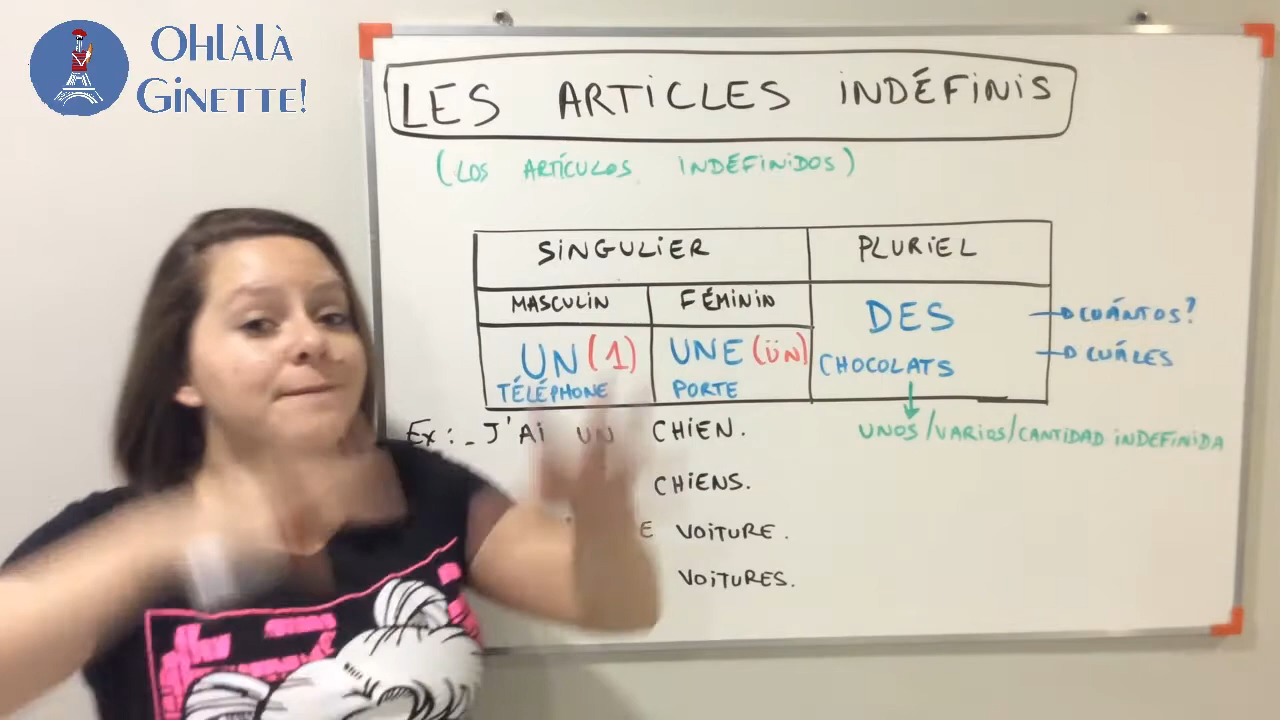 OHLÀLÀ
GINETTE!
LES ARTICLES INDÉFINIS
(LOS ARTÍCULOS INDEFINIDOS)
SINGULIER PLURIEL
MASCULIN FÉMININ
DES
UN (1) UNE (ÜN)
CHOCOLATS
TÉLÉPHONE PORTE
CUÁNTOS?
CUÁLES
UNOS/VARIOS/CANTIDAD INDEFINIDA
Ex: - J'AI UN CHIEN.
CHIENS.
E VOITURE.
VOITURES.